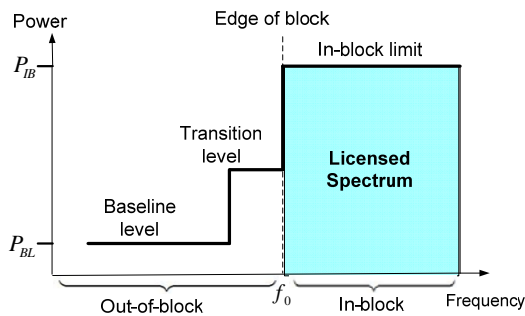 Power
Edge of block
In-block limit
P_IB
Transition
level
Licensed
Spectrum
Baseline
level
P_BL
f_0
Out-of-block
In-block
Frequency